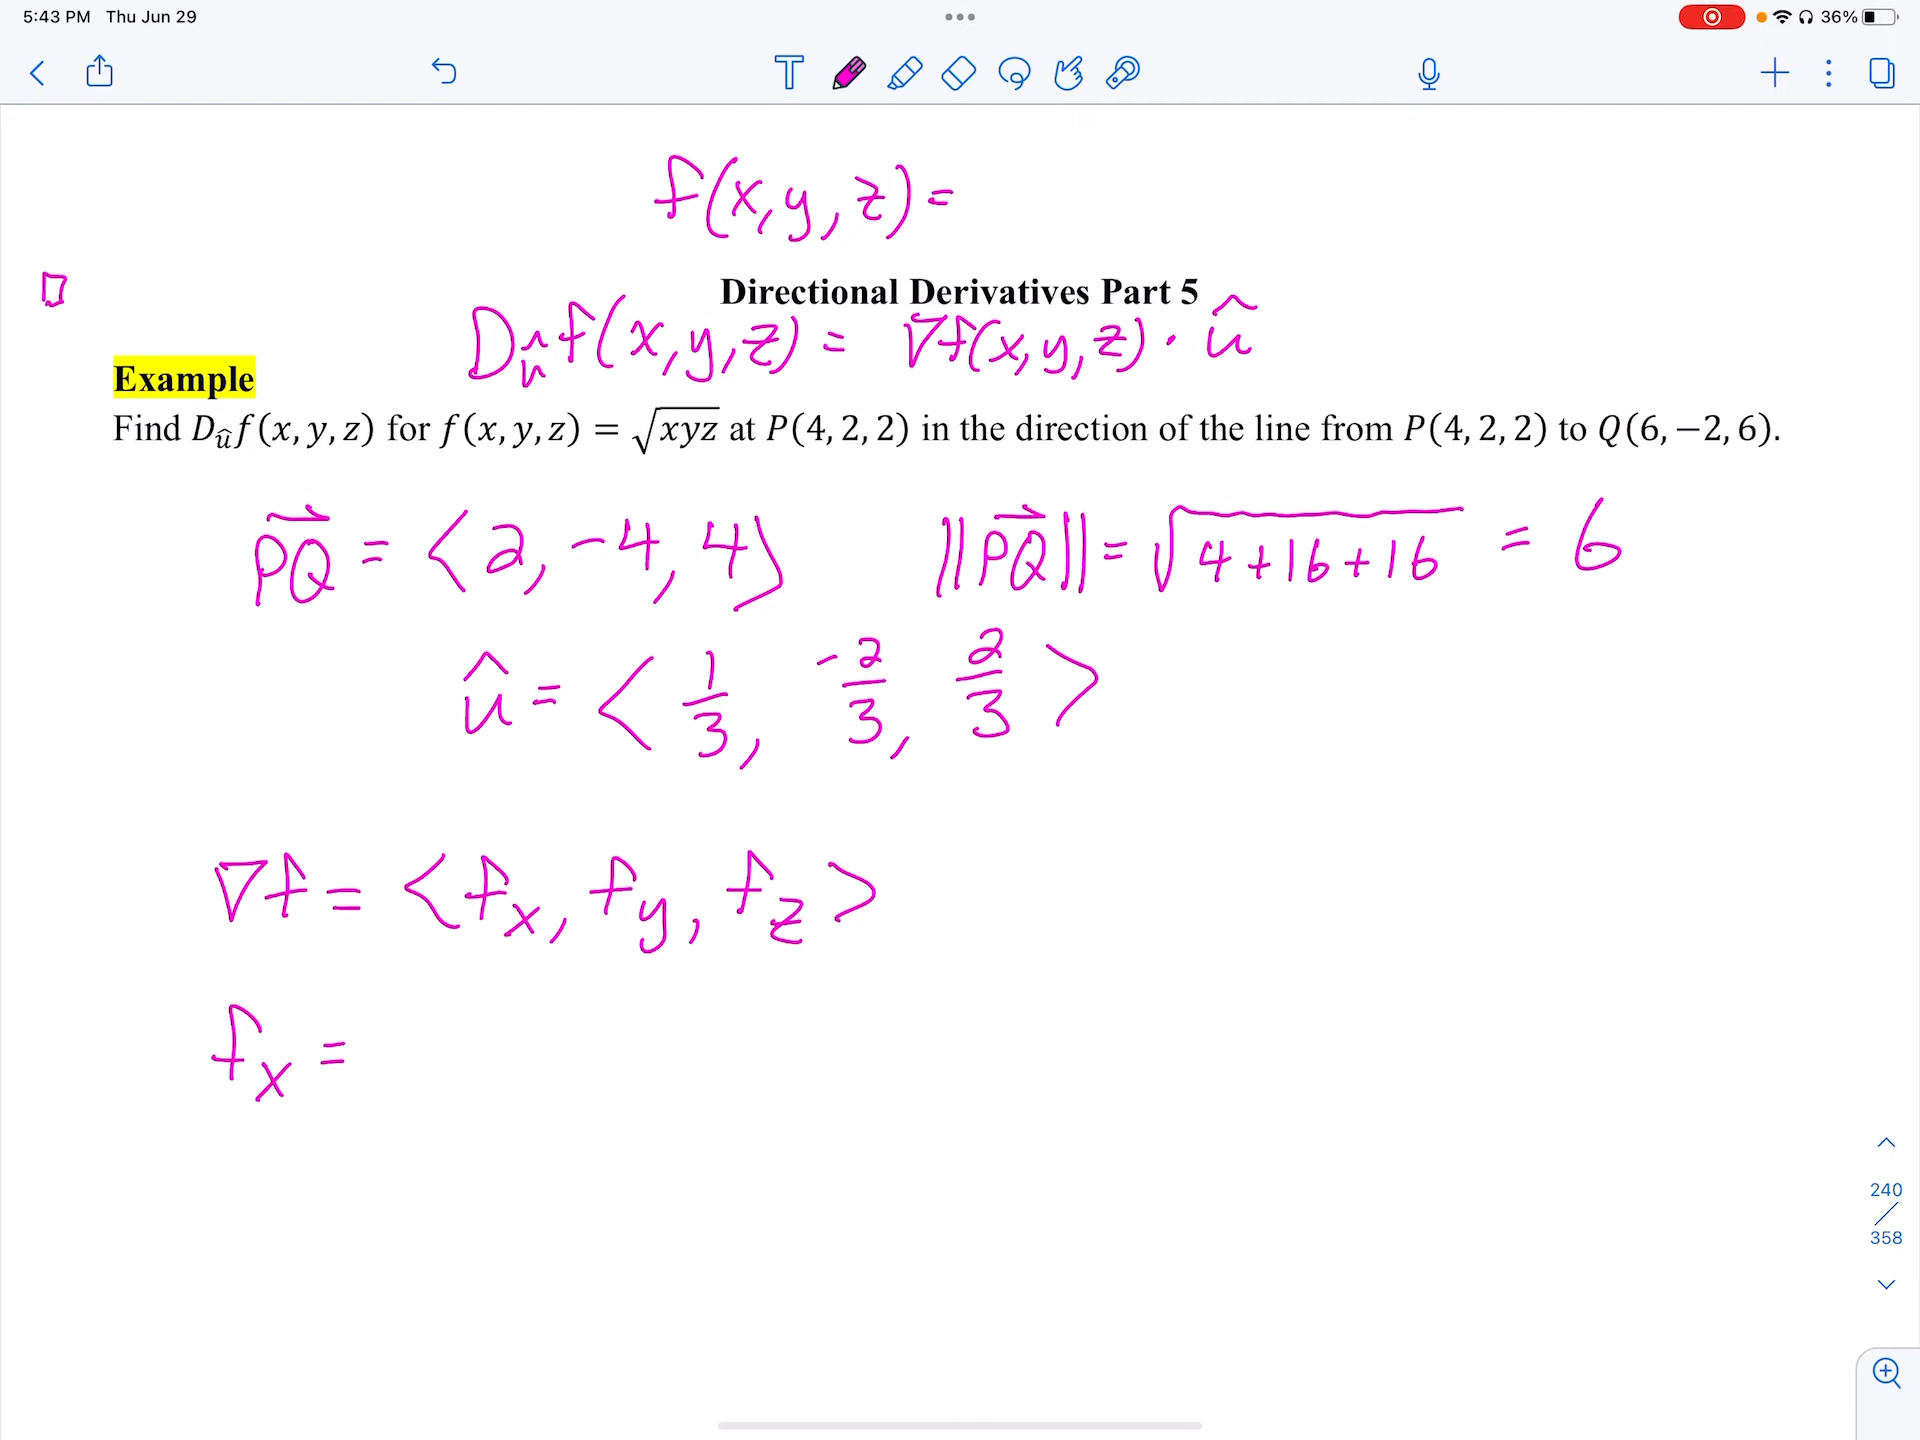 5:43 PM Thu Jun 29
36%
T
f(x,y,z)=
Directional Derivatives Part 5
D_û f(x,y,z) = ∇f(x,y,z) · û
Example
Find D_û f(x, y, z) for f(x, y, z) = √xyz at P(4, 2, 2) in the direction of the line from P(4, 2, 2) to Q(6, −2, 6).
PQ⃗ = ⟨2, -4, 4⟩ ||PQ⃗|| = √4+16+16 = 6
û = < 1/3, -2/3, 2/3 >
∇f = <f_x, f_y, f_z>
f_x =
240
/
358